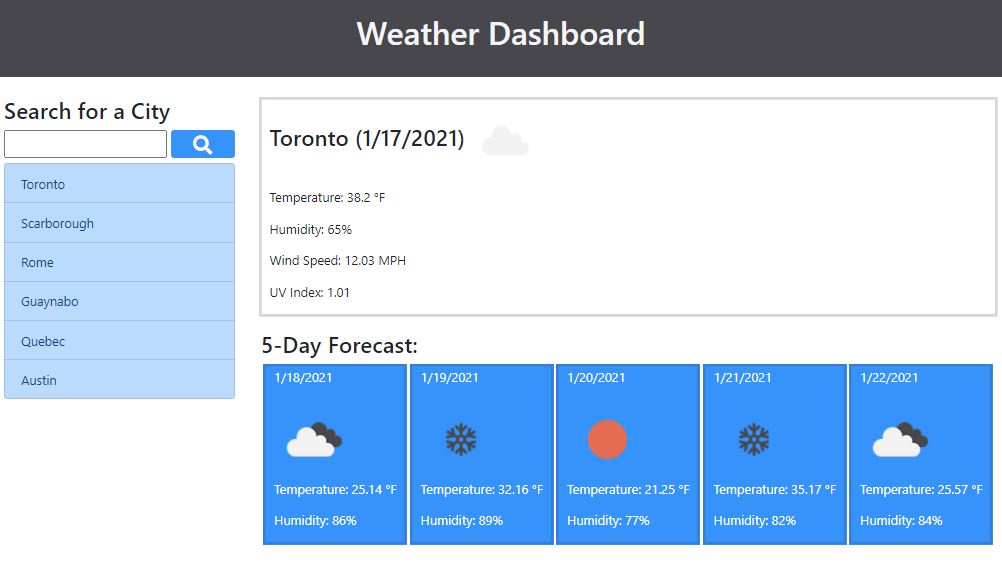 Weather Dashboard
Search for a City
Toronto
Scarborough
Rome
Guaynabo
Quebec
Austin
Toronto (1/17/2021)
Temperature: 38.2 °F
Humidity: 65%
Wind Speed: 12.03 MPH
UV Index: 1.01
5-Day Forecast:
1/18/2021
Temperature: 25.14 °F
Humidity: 86%
1/19/2021
Temperature: 32.16 °F
Humidity: 89%
1/20/2021
Temperature: 21.25 °F
Humidity: 77%
1/21/2021
Temperature: 35.17 °F
Humidity: 82%
1/22/2021
Temperature: 25.57 °F
Humidity: 84%